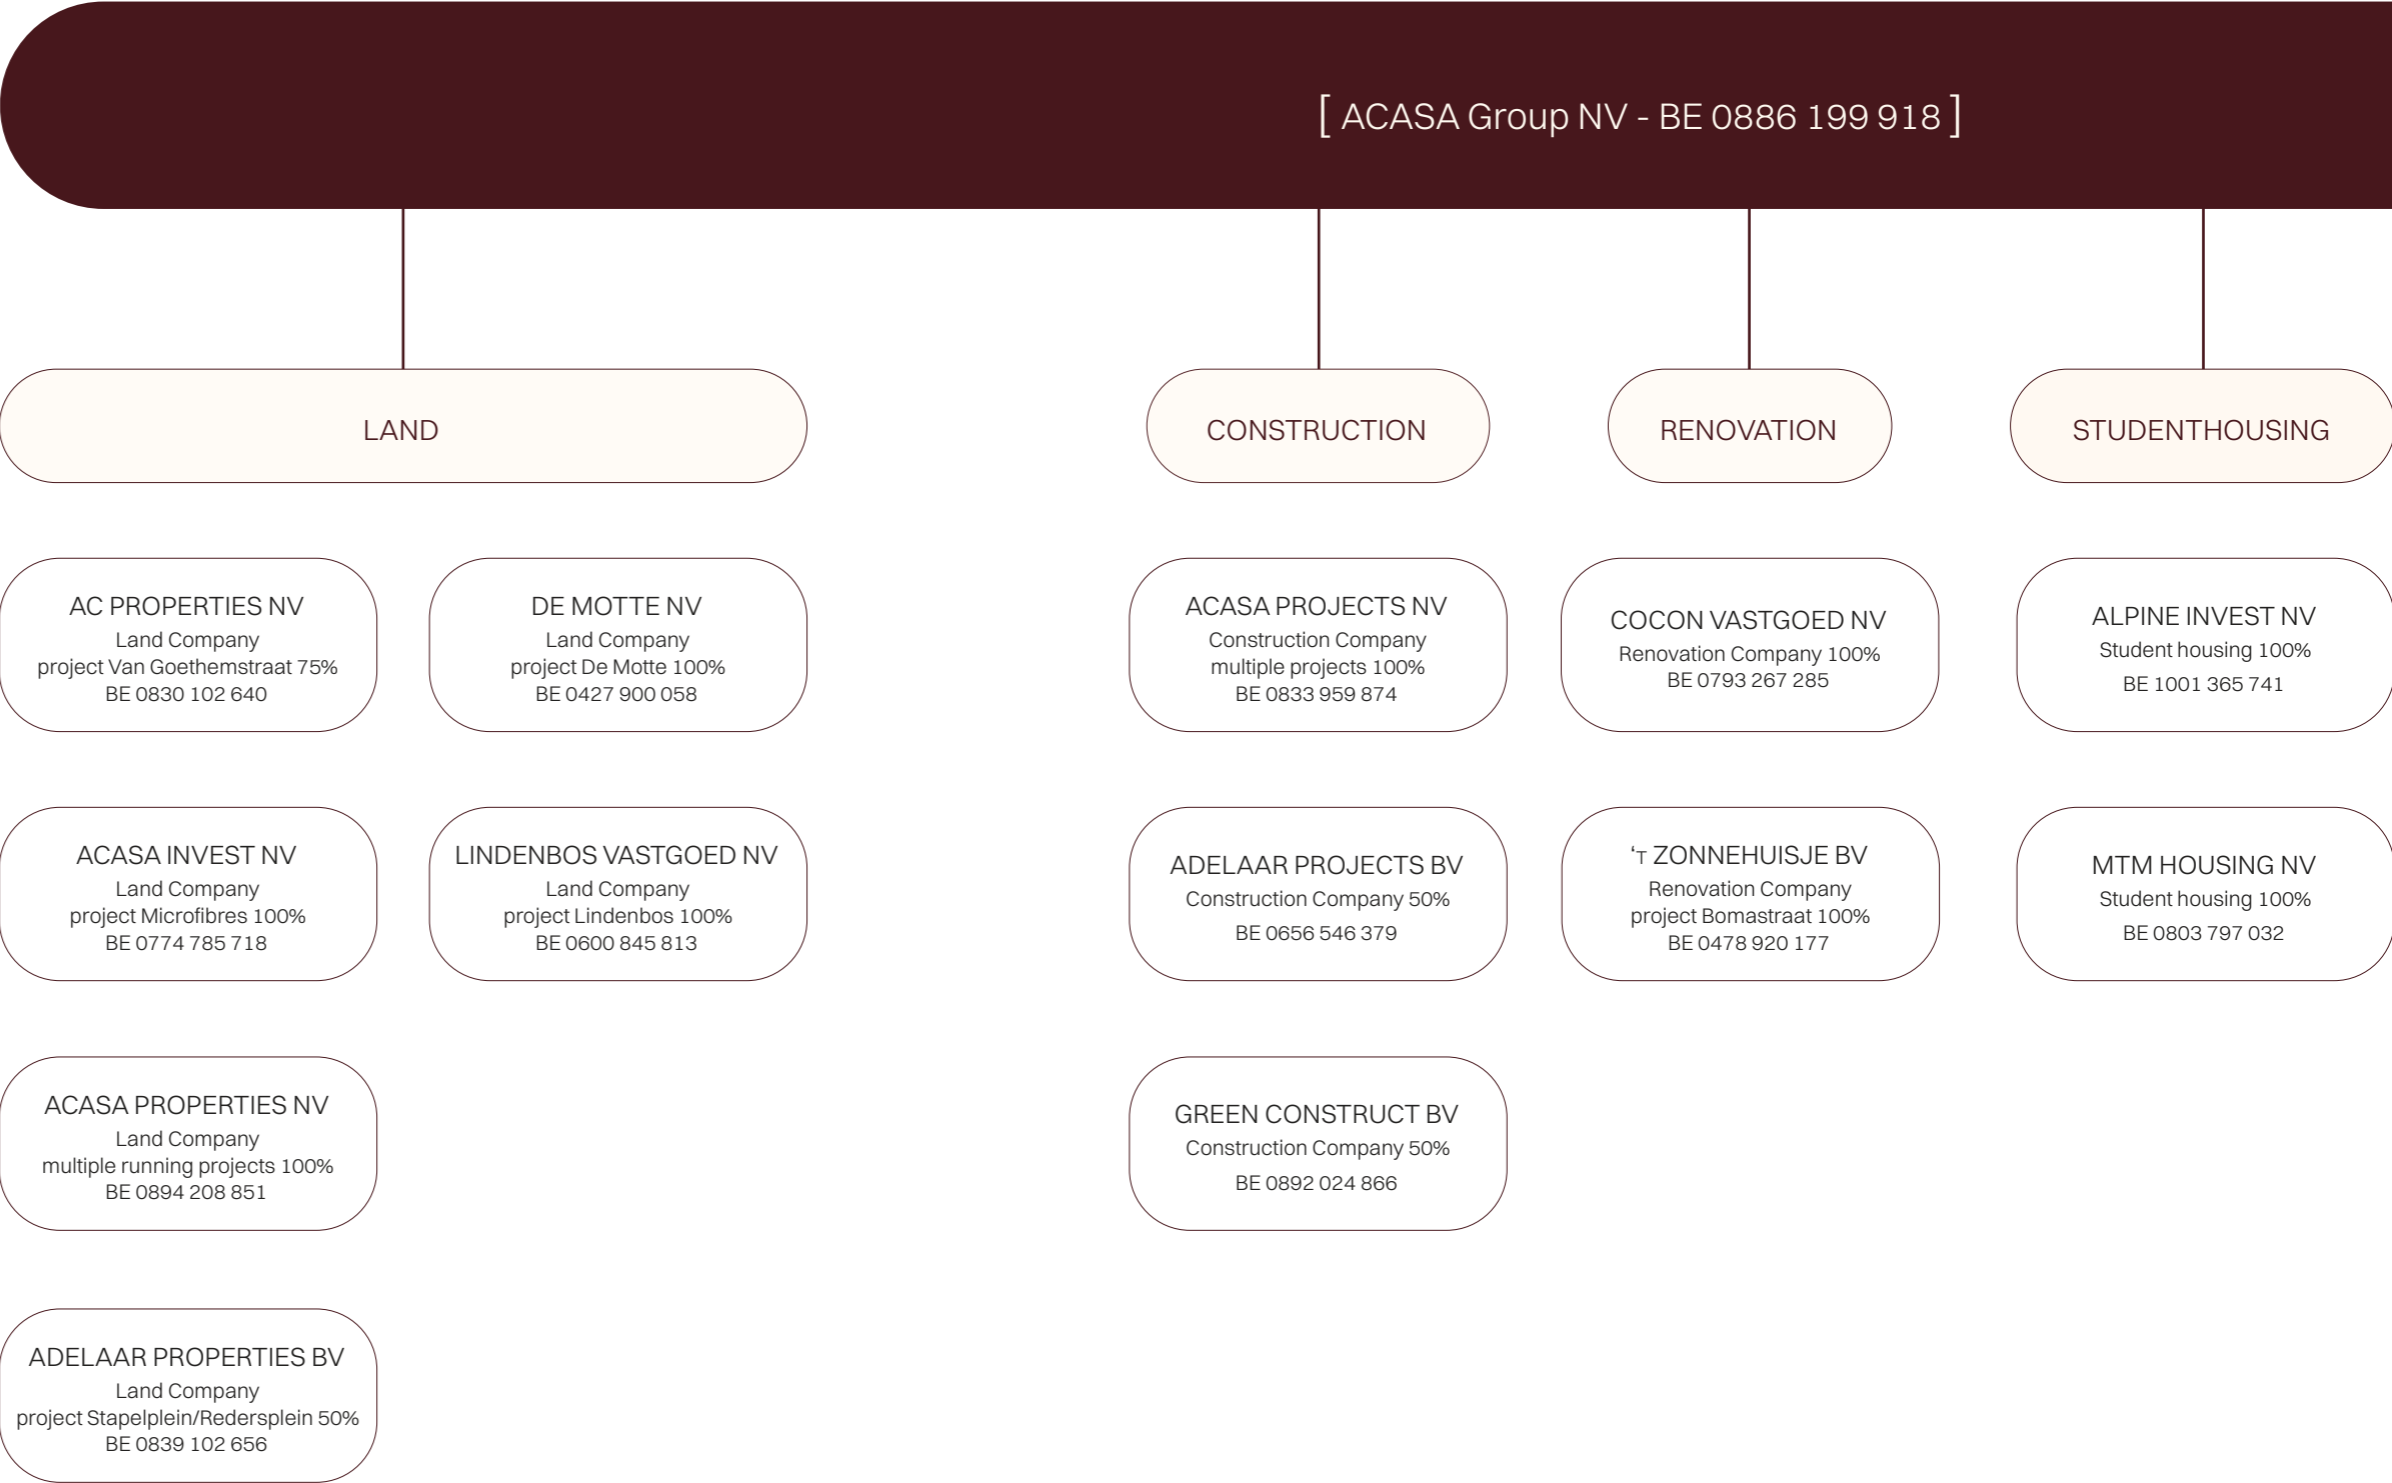 [ ACASA Group NV - BE 0886 199 918 ]
LAND
CONSTRUCTION
RENOVATION
STUDENTHOUSING
AC PROPERTIES NV
Land Company
project Van Goethemstraat 75%
BE 0830 102 640
DE MOTTE NV
Land Company
project De Motte 100%
BE 0427 900 058
ACASA PROJECTS NV
Construction Company
multiple projects 100%
BE 0833 959 874
COCON VASTGOED NV
Renovation Company 100%
BE 0793 267 285
ALPINE INVEST NV
Student housing 100%
BE 1001 365 741
ACASA INVEST NV
Land Company
project Microfibres 100%
BE 0774 785 718
LINDENBOS VASTGOED NV
Land Company
project Lindenbos 100%
BE 0600 845 813
ADELAAR PROJECTS BV
Construction Company 50%
BE 0656 546 379
‘T ZONNEHUISJE BV
Renovation Company
project Bomastraat 100%
BE 0478 920 177
MTM HOUSING NV
Student housing 100%
BE 0803 797 032
ACASA PROPERTIES NV
Land Company
multiple running projects 100%
BE 0894 208 851
GREEN CONSTRUCT BV
Construction Company 50%
BE 0892 024 866
ADELAAR PROPERTIES BV
Land Company
project Stapelplein/Redersplein 50%
BE 0839 102 656